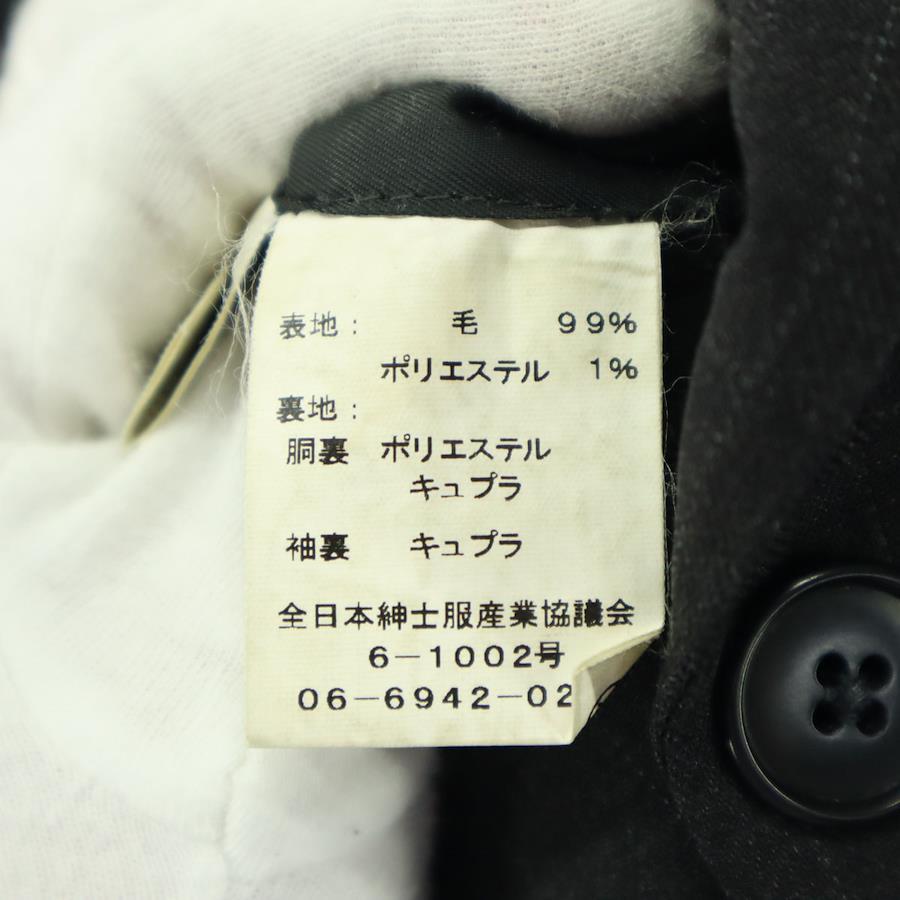 表地： 毛 99%
ポリエステル 1%
裏地：
胴裏 ポリエステル
キュプラ
袖裏 キュプラ
全日本紳士服産業協議会
6-1002号
06-6942-02